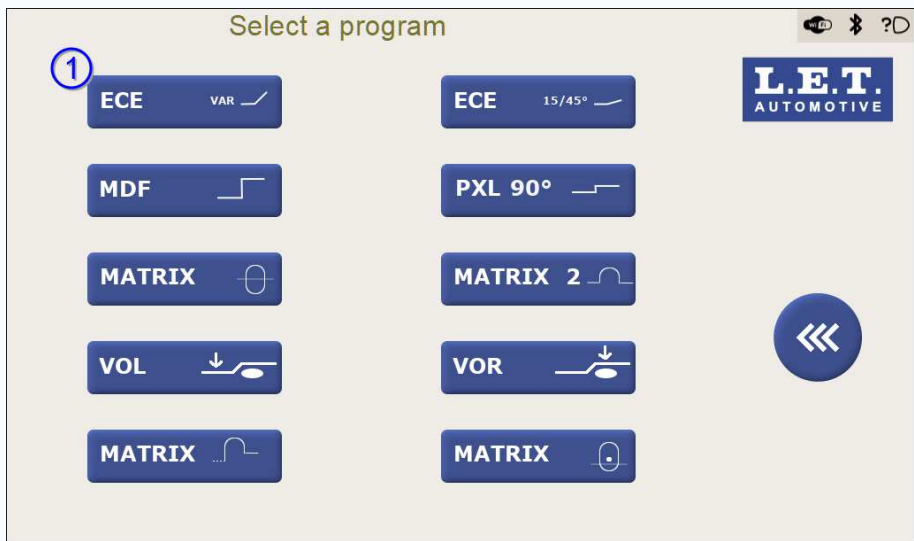 Select a program
WiFi
?
1
ECE VAR
ECE 15/45°
L.E.T.
AUTOMOTIVE
MDF
PXL 90°
MATRIX
MATRIX 2
VOL
VOR
MATRIX
MATRIX